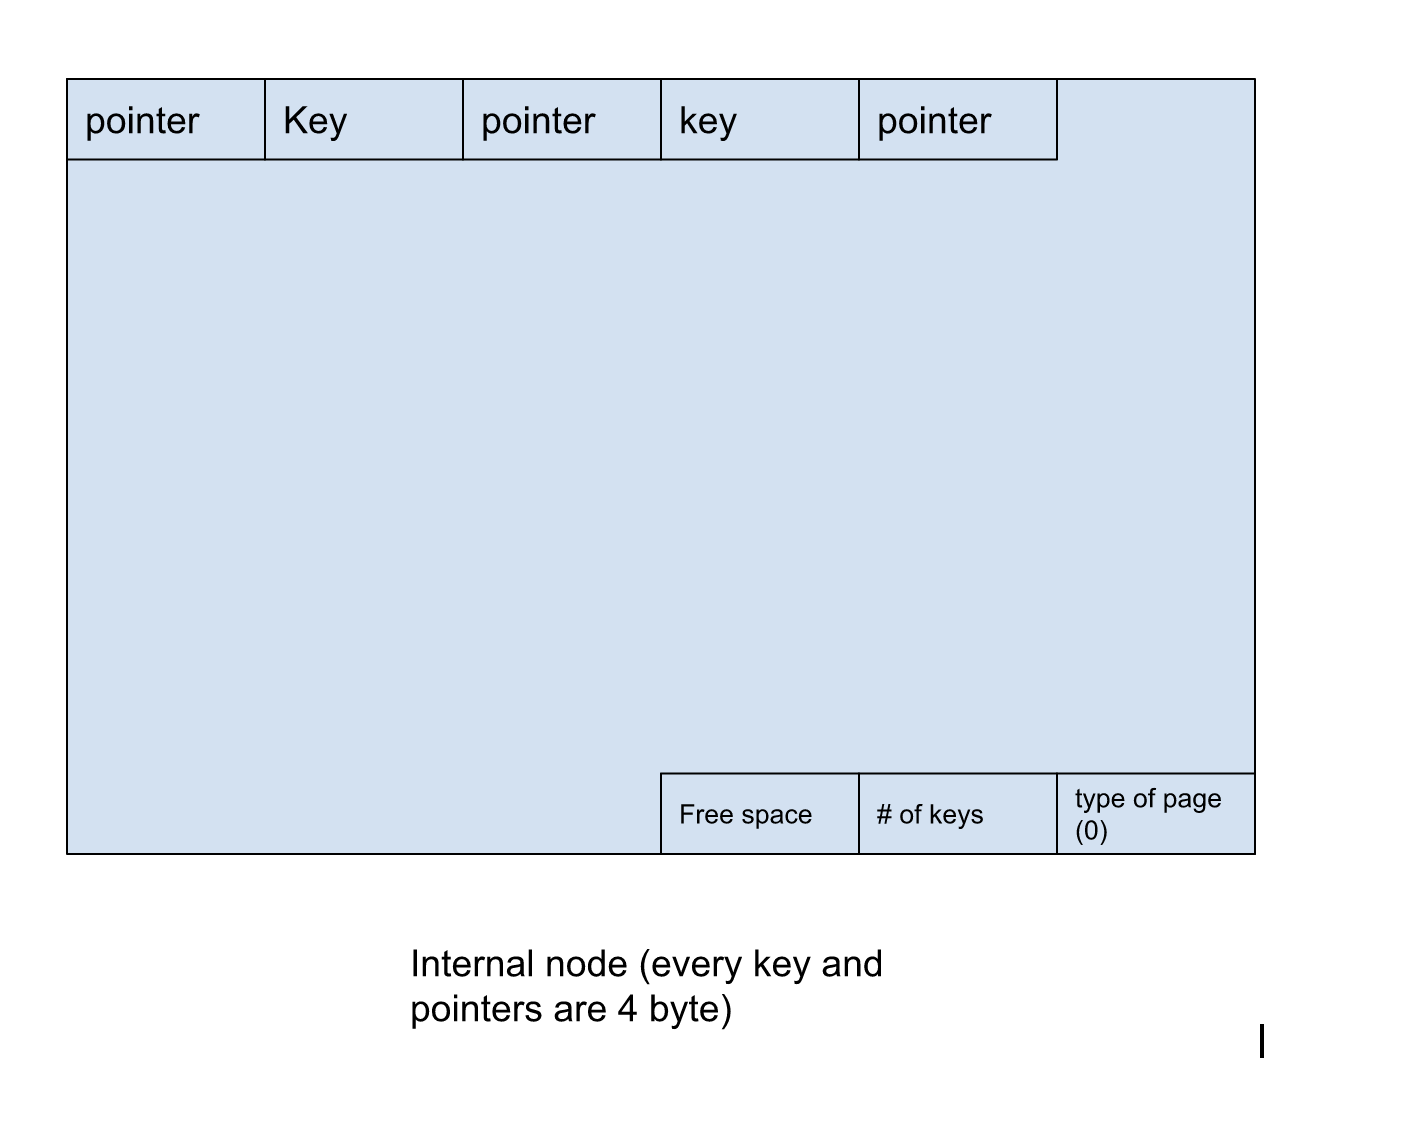 pointer Key pointer key pointer
Free space # of keys type of page
(0)
Internal node (every key and
pointers are 4 byte)